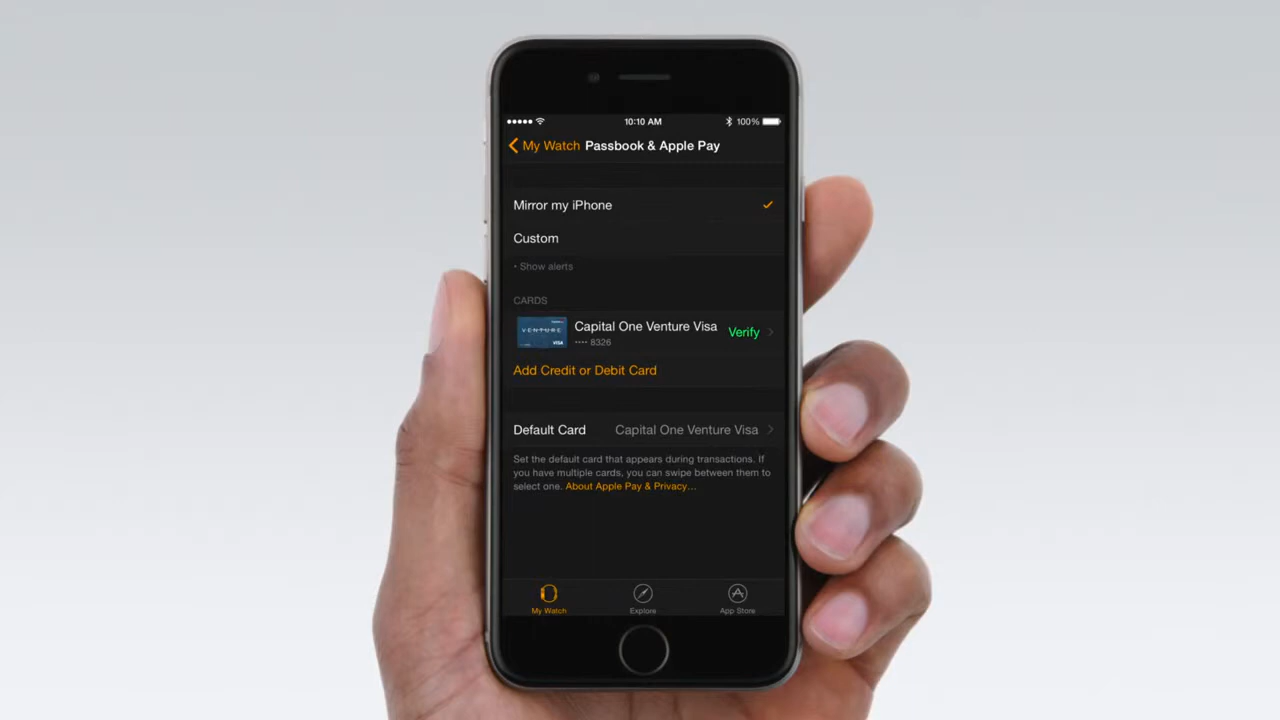 10:10 AM
100%
My Watch Passbook & Apple Pay
Mirror my iPhone
Custom
• Show alerts
CARDS
VENTURE
VISA
Capital One Venture Visa
•••• 8326
Verify
Add Credit or Debit Card
Default Card Capital One Venture Visa
Set the default card that appears during transactions. If
you have multiple cards, you can swipe between them to
select one. About Apple Pay & Privacy...
My Watch
Explore
App Store